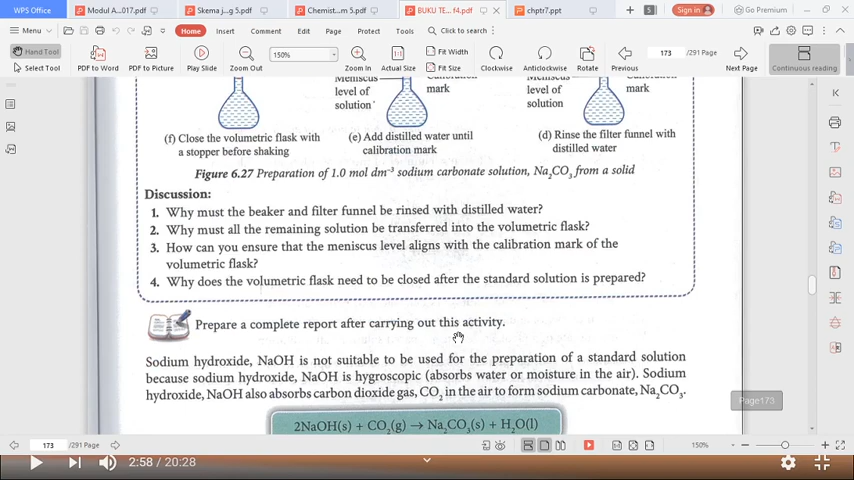 WPS Office
Modul A...017.pdf
Skema j...g 5.pdf
Chemist...m 5.pdf
BUKU TE...f4).pdf
chptr7.ppt
5
Sign in
Go Premium
Menu
Home
Insert
Comment
Edit
Page
Protect
Tools
Click to search
Hand Tool
Select Tool
PDF to Word
PDF to Picture
Play Slide
150%
Zoom Out
Zoom In
Actual Size
Fit Width
Fit Size
Clockwise
Anticlockwise
Rotate
Previous
173 /291 Page
Next Page
Continuous reading
Meniscus
level of
solution
Calibration
mark
Meniscus
level of
solution
Calibration
mark
(f) Close the volumetric flask with
a stopper before shaking
(e) Add distilled water until
calibration mark
(d) Rinse the filter funnel with
distilled water
Figure 6.27 Preparation of 1.0 mol dm⁻³ sodium carbonate solution, Na₂CO₃ from a solid
Discussion:
1. Why must the beaker and filter funnel be rinsed with distilled water?
2. Why must all the remaining solution be transferred into the volumetric flask?
3. How can you ensure that the meniscus level aligns with the calibration mark of the
volumetric flask?
4. Why does the volumetric flask need to be closed after the standard solution is prepared?
Prepare a complete report after carrying out this activity.
Sodium hydroxide, NaOH is not suitable to be used for the preparation of a standard solution
because sodium hydroxide, NaOH is hygroscopic (absorbs water or moisture in the air). Sodium
hydroxide, NaOH also absorbs carbon dioxide gas, CO₂ in the air to form sodium carbonate, Na₂CO₃.
Page173
2NaOH(s) + CO₂(g) → Na₂CO₃(s) + H₂O(l)
173 /291 Page
150%
2:58 / 20:28